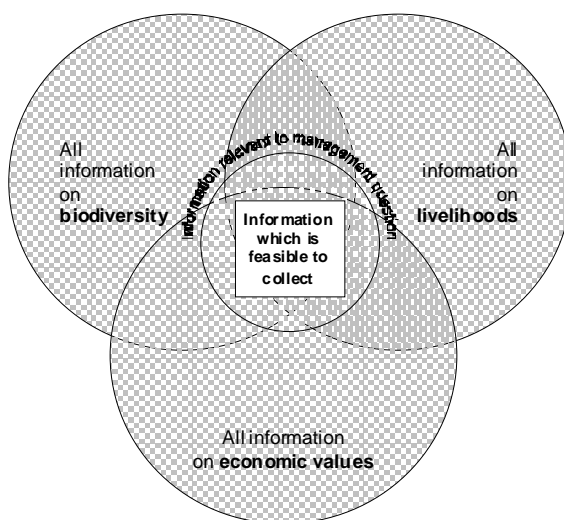 All
information
on
biodiversity
All
information
on
livelihoods
Information relevant to management question
Information
which is
feasible to
collect
All information
on economic values